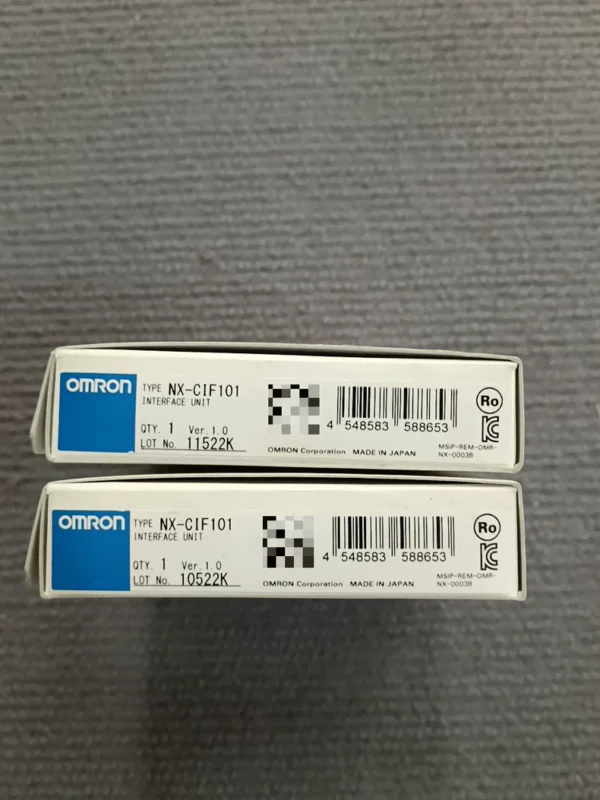 OMRON
TYPE NX-CIF101
INTERFACE UNIT
QTY. 1 Ver. 1.0
LOT No. 11522K
4 548583 588653
OMRON Corporation MADE IN JAPAN
Ro
MSIP-REM-OMR-
NX-00038
OMRON
TYPE NX-CIF101
INTERFACE UNIT
QTY. 1 Ver. 1.0
LOT No. 10522K
4 548583 588653
OMRON Corporation MADE IN JAPAN
Ro
MSIP-REM-OMR-
NX-00038